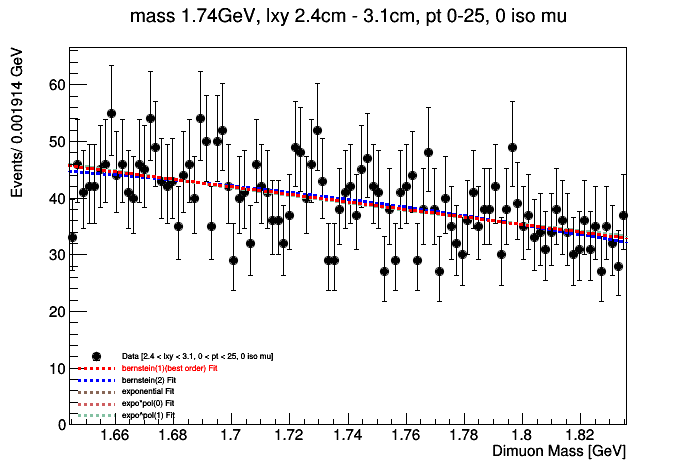 mass 1.74GeV, lxy 2.4cm - 3.1cm, pt 0-25, 0 iso mu
Events/ 0.001914 GeV
60
50
40
30
20
10
0
Data [2.4 < lxy < 3.1, 0 < pt < 25, 0 iso mu]
bernstein(1)(best order) Fit
bernstein(2) Fit
exponential Fit
expo*pol(0) Fit
expo*pol(1) Fit
1.66 1.68 1.7 1.72 1.74 1.76 1.78 1.8 1.82
Dimuon Mass [GeV]